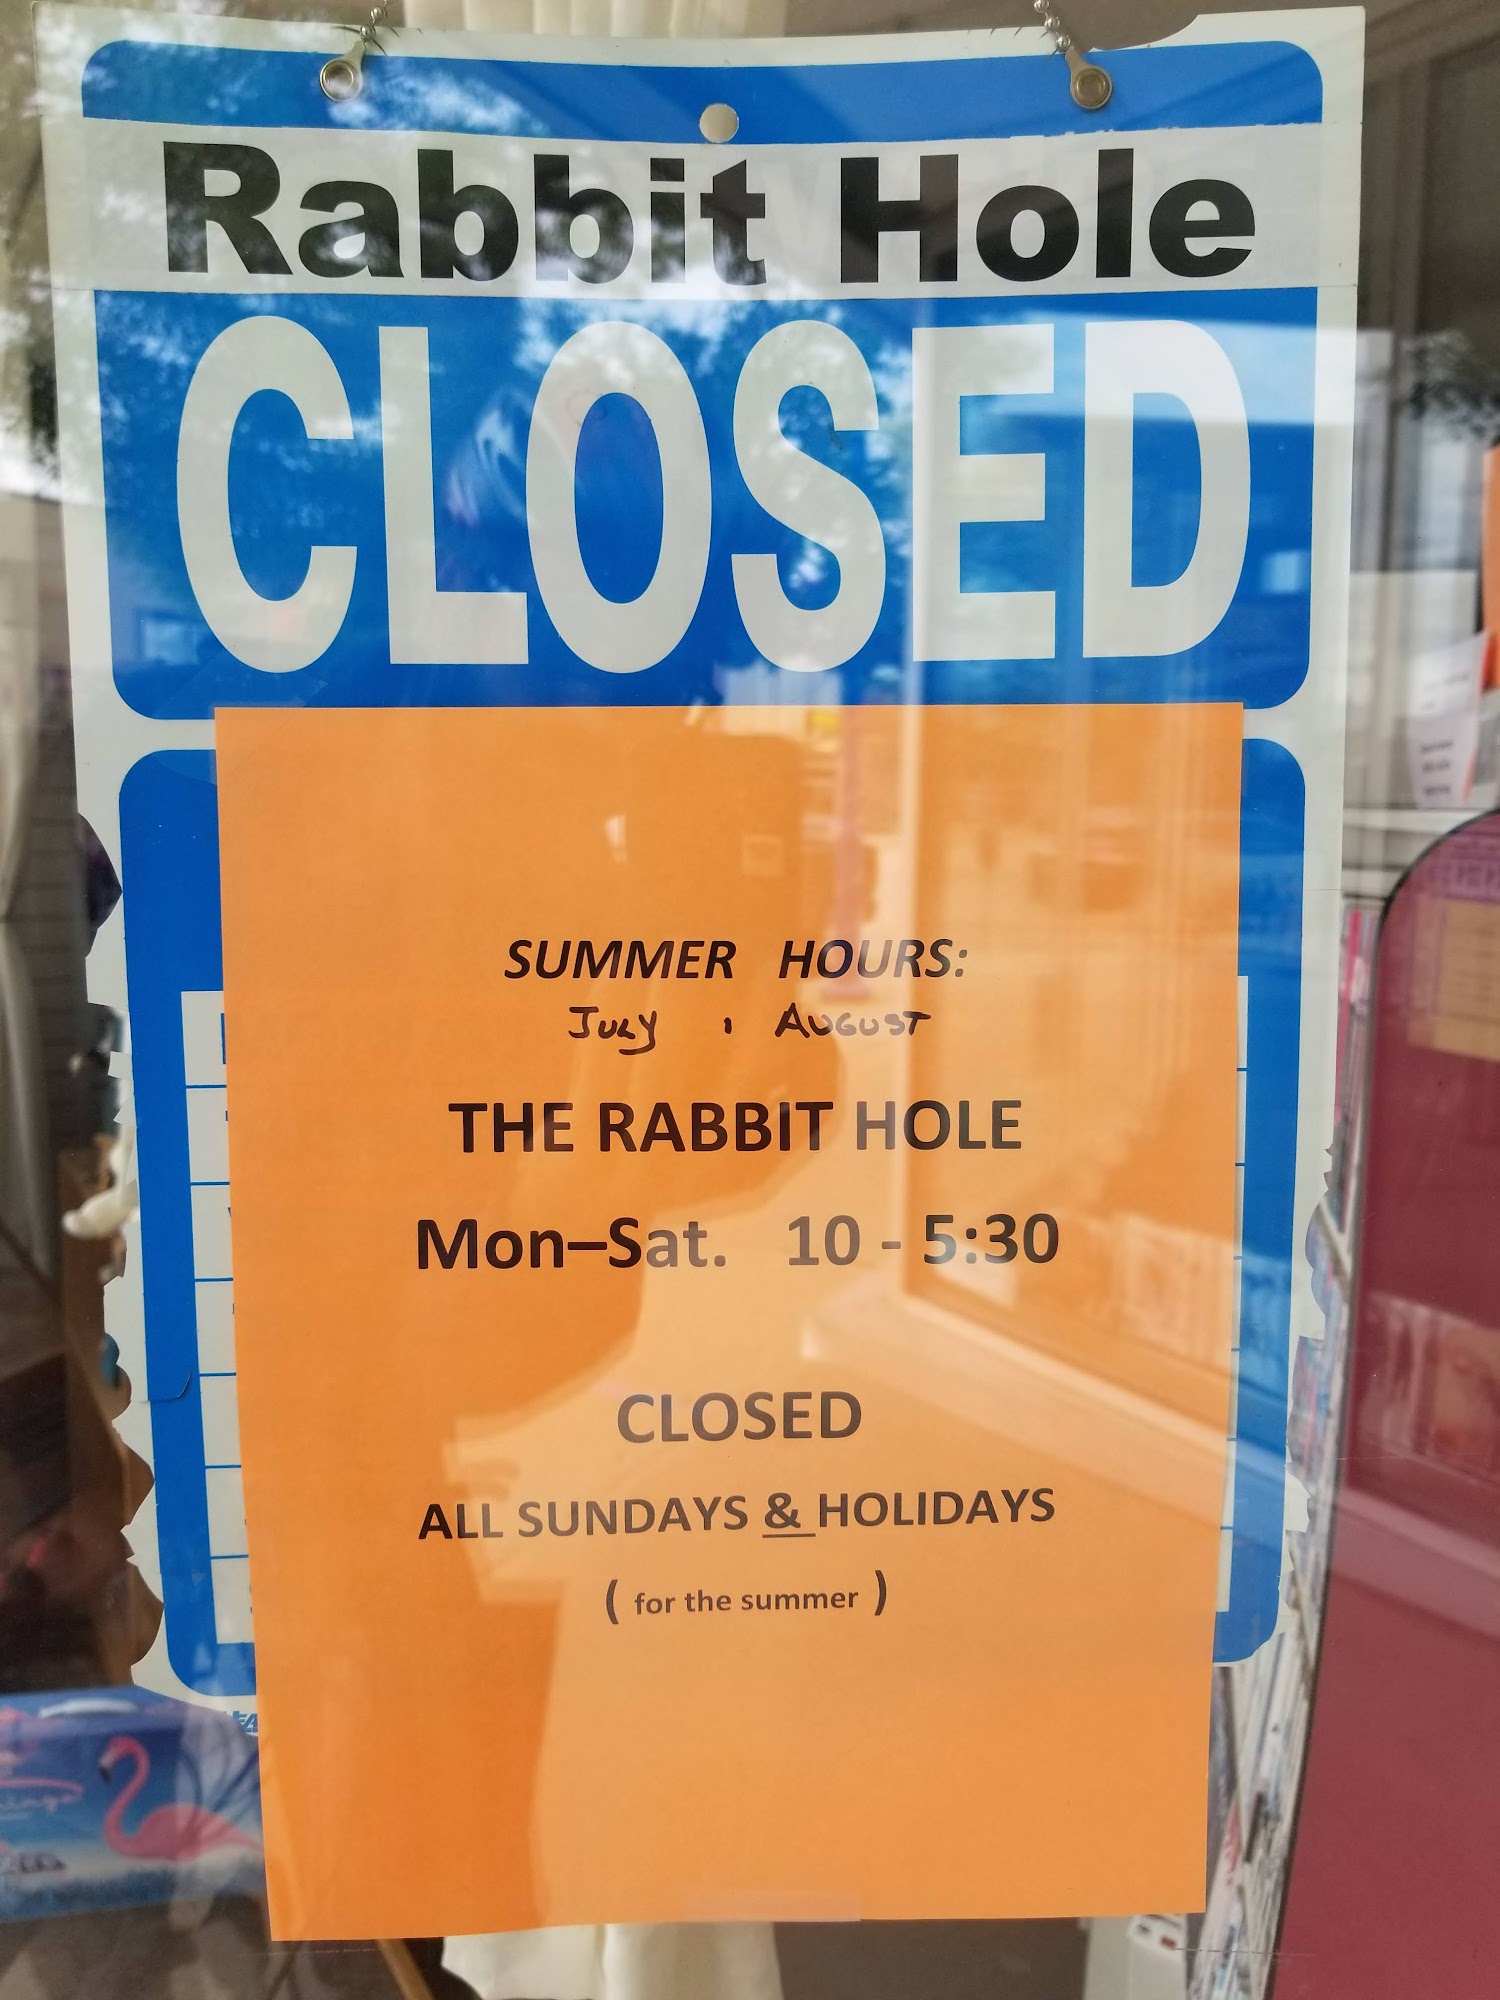 Rabbit Hole
CLOSED
SUMMER HOURS:
July , August
THE RABBIT HOLE
Mon–Sat. 10 - 5:30
CLOSED
ALL SUNDAYS & HOLIDAYS
( for the summer )